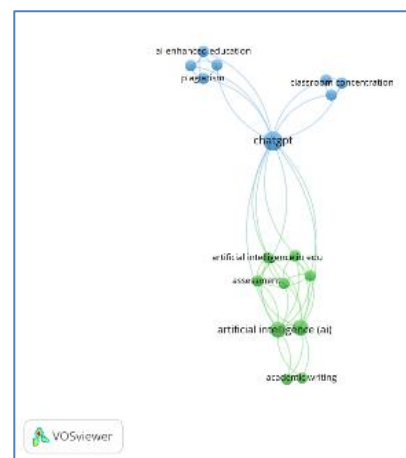 ai enhanced education
plagiarism
classroom concentration
chatgpt
artificial intelligence in edu
assessment
artificial intelligence (ai)
academic writing
VOSviewer